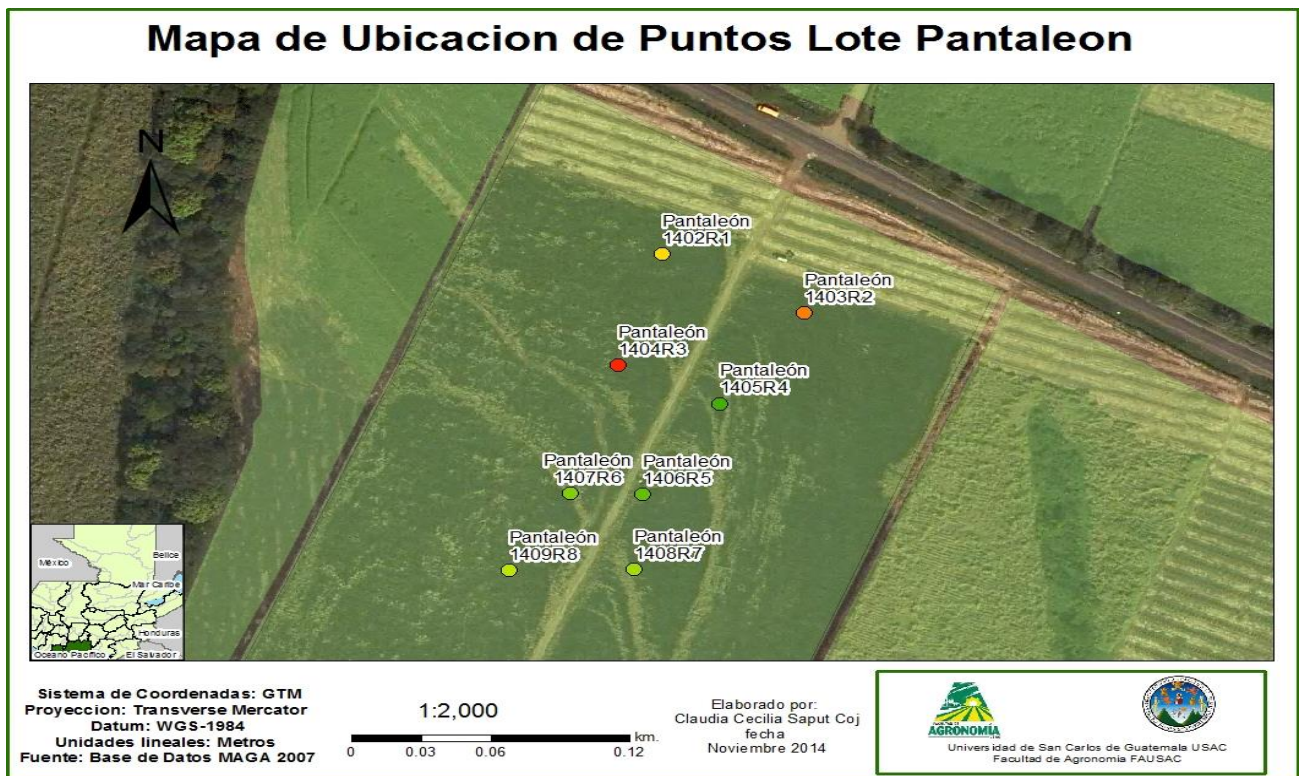 Mapa de Ubicacion de Puntos Lote Pantaleon
N
Pantaleón
1402R1
Pantaleón
1403R2
Pantaleón
1404R3
Pantaleón
1405R4
Pantaleón
1407R6
Pantaleón
1406R5
Pantaleón
1409R8
Pantaleón
1408R7
México
Belice
Mar Caribe
Honduras
Oceano Pacífico
El Salvador
Sistema de Coordenadas: GTM
Proyeccion: Transverse Mercator
Datum: WGS-1984
Unidades lineales: Metros
Fuente: Base de Datos MAGA 2007
1:2,000
km.
0 0.03 0.06 0.12
Elaborado por:
Claudia Cecilia Saput Coj
fecha
Noviembre 2014
AGRONOMÍA
Universidad de San Carlos de Guatemala USAC
Facultad de Agronomia FAUSAC